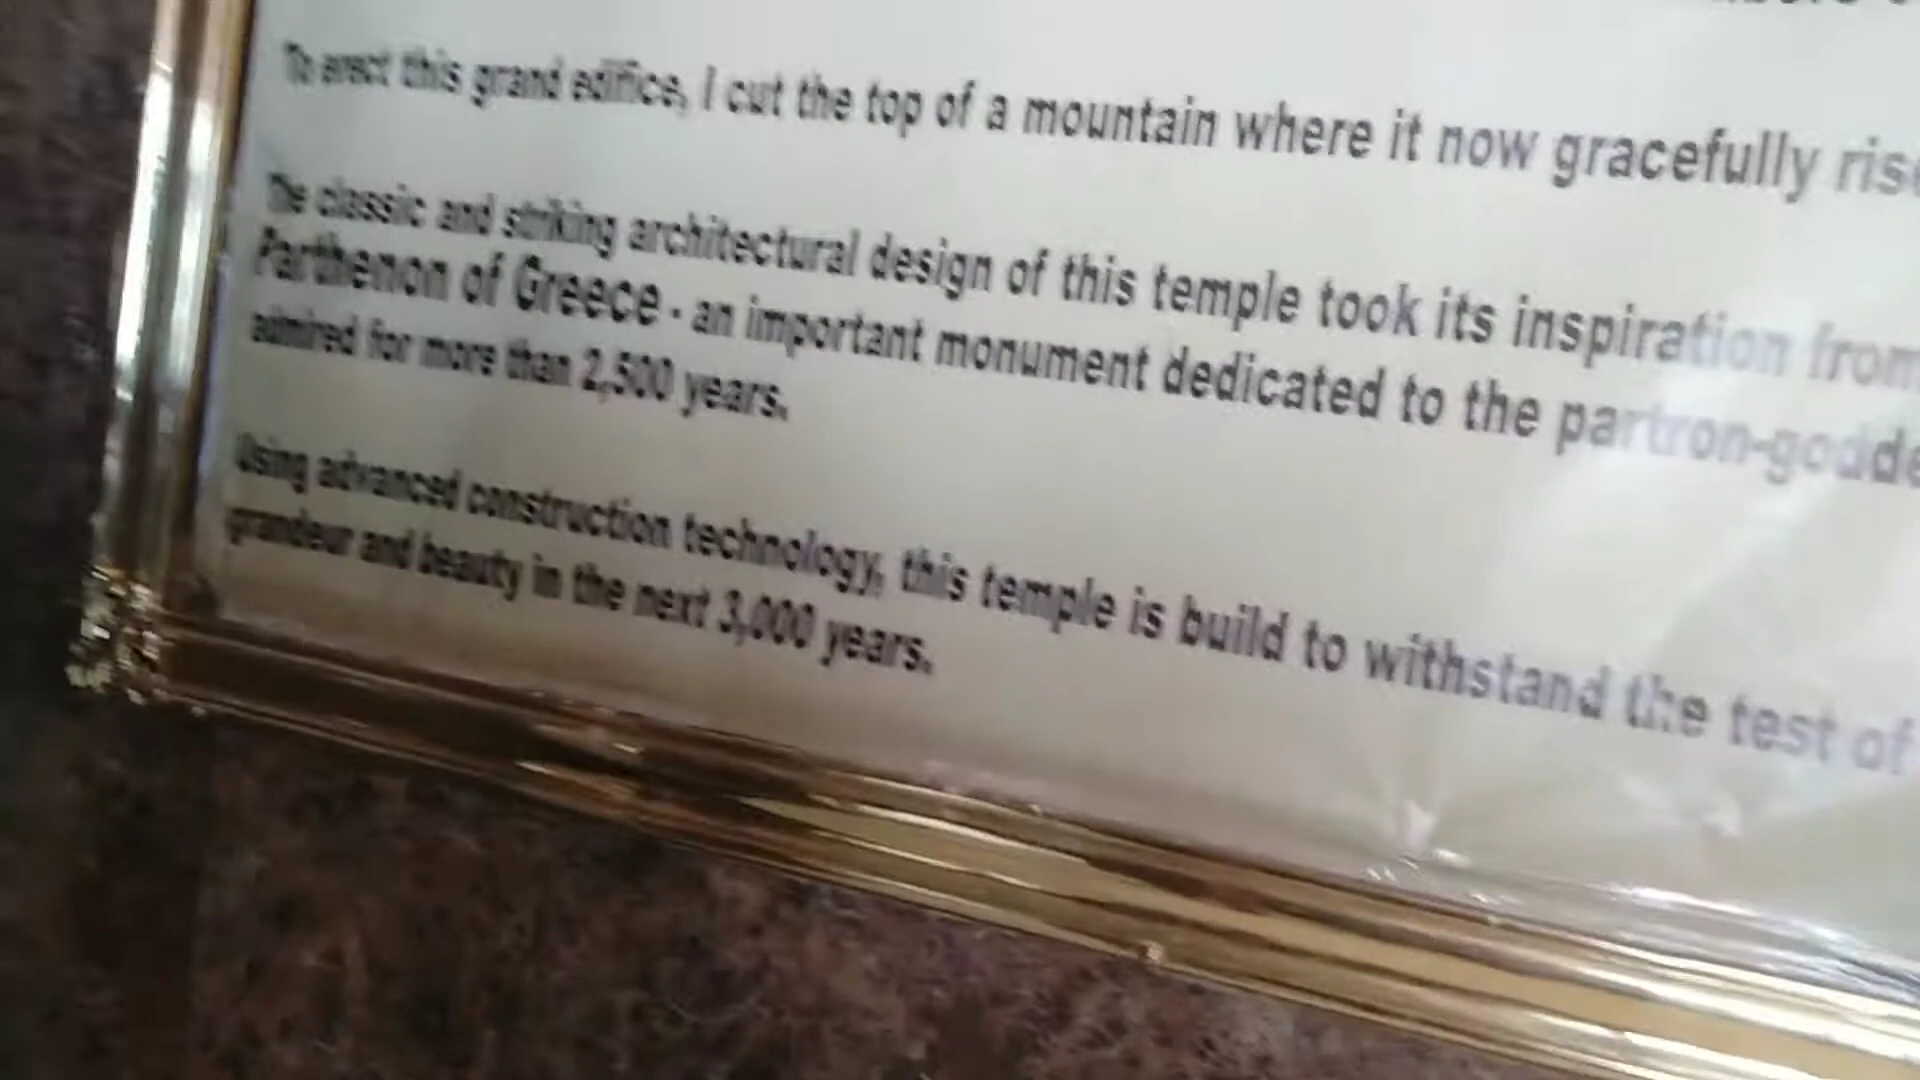 To erect this grand edifice, I cut the top of a mountain where it now gracefully rise
The classic and striking architectural design of this temple took its inspiration from
Parthenon of Greece - an important monument dedicated to the partron-godde
admired for more than 2,500 years.
Using advanced construction technology, this temple is build to withstand the test of
grandeur and beauty in the next 3,000 years.